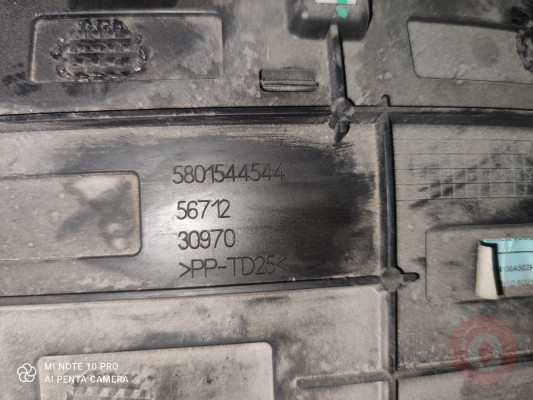 5801544544
56712
30970
>PP-TD25<
MI NOTE 10 PRO
AI PENTA CAMERA